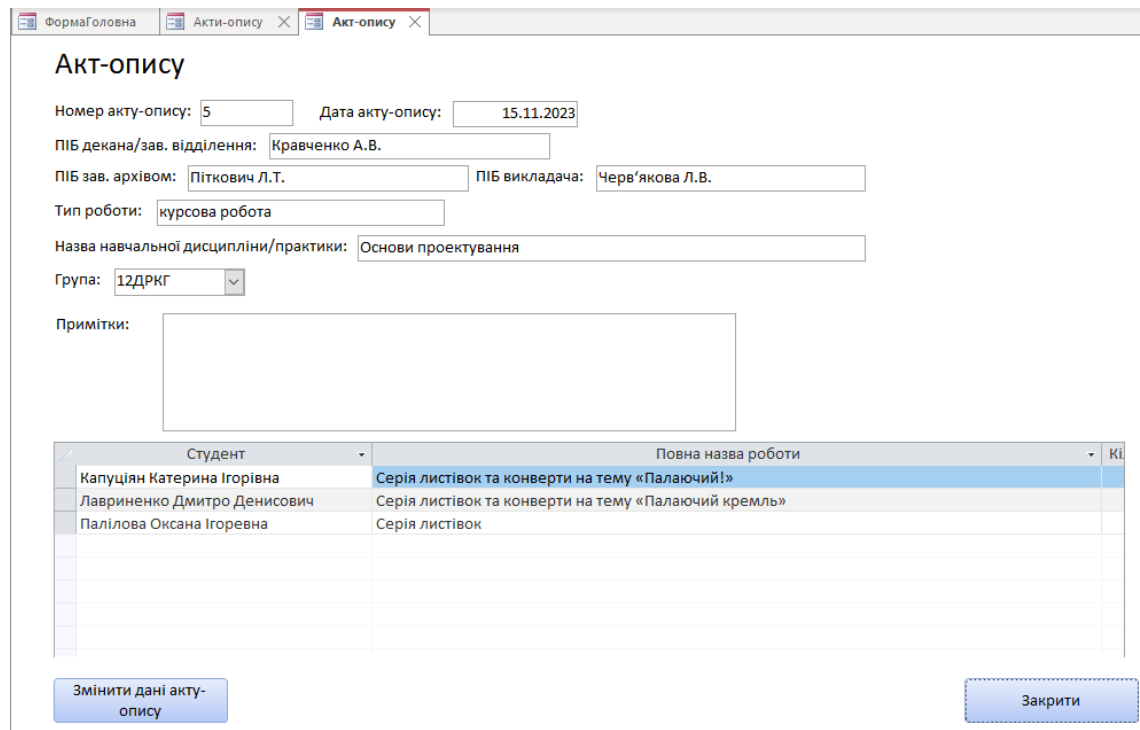 ФормаГоловна Акти-опису Акт-опису
Акт-опису
Номер акту-опису: 5 Дата акту-опису: 15.11.2023
ПІБ декана/зав. відділення: Кравченко А.В.
ПІБ зав. архівом: Піткович Л.Т. ПІБ викладача: Черв‘якова Л.В.
Тип роботи: курсова робота
Назва навчальної дисципліни/практики: Основи проектування
Група: 12ДРКГ
Примітки:
Студент Повна назва роботи Кі
Капуціян Катерина Ігорівна Серія листівок та конверти на тему «Палаючий!»
Лавриненко Дмитро Денисович Серія листівок та конверти на тему «Палаючий кремль»
Палілова Оксана Ігоревна Серія листівок
Змінити дані акту-
опису
Закрити